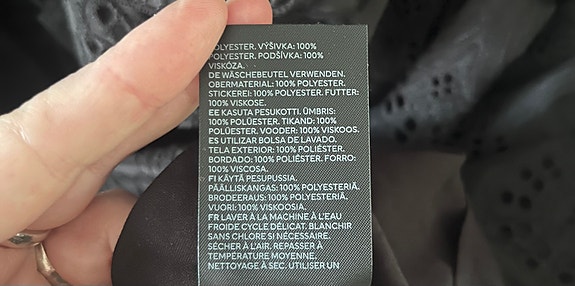 POLYESTER. VÝŠIVKA: 100%
POLYESTER. PODŠÍVKA: 100%
VISKÓZA.
DE WÄSCHEBEUTEL VERWENDEN.
OBERMATERIAL: 100% POLYESTER.
STICKEREI: 100% POLYESTER. FUTTER:
100% VISKOSE.
EE KASUTA PESUKOTTI. ÜMBRIS:
100% POLÜESTER. TIKAND: 100%
POLÜESTER. VOODER: 100% VISKOOS.
ES UTILIZAR BOLSA DE LAVADO.
TELA EXTERIOR: 100% POLIÉSTER.
BORDADO: 100% POLIÉSTER. FORRO:
100% VISCOSA.
FI KÄYTÄ PESUPUSSIA.
PÄÄLLISKANGAS: 100% POLYESTERIÄ.
BRODEERAUS: 100% POLYESTERIÄ.
VUORI: 100% VISKOOSIA.
FR LAVER À LA MACHINE À L'EAU
FROIDE CYCLE DÉLICAT. BLANCHIR
SANS CHLORE SI NÉCESSAIRE.
SÉCHER À L'AIR. REPASSER À
TEMPÉRATURE MOYENNE.
NETTOYAGE À SEC. UTILISER UN